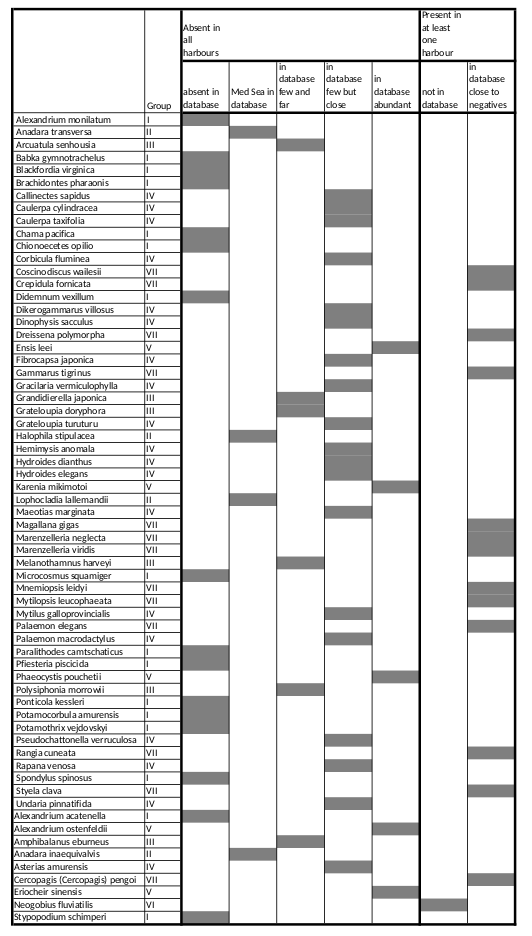 Absent in all harbours
Present in at least one harbour
Group
absent in database
Med Sea in database
in database few and far
in database few but close
in database abundant
not in database
in database close to negatives
Alexandrium monilatum I
Anadara transversa II
Arcuatula senhousia III
Babka gymnotrachelus I
Blackfordia virginica I
Brachidontes pharaonis I
Callinectes sapidus IV
Caulerpa cylindracea IV
Caulerpa taxifolia IV
Chama pacifica I
Chionoecetes opilio I
Corbicula fluminea IV
Coscinodiscus wailesii VII
Crepidula fornicata VII
Didemnum vexillum I
Dikerogammarus villosus IV
Dinophysis sacculus IV
Dreissena polymorpha VII
Ensis leei V
Fibrocapsa japonica IV
Gammarus tigrinus VII
Gracilaria vermiculophylla IV
Grandidierella japonica III
Grateloupia doryphora III
Grateloupia turuturu IV
Halophila stipulacea II
Hemimysis anomala IV
Hydroides dianthus IV
Hydroides elegans IV
Karenia mikimotoi V
Lophocladia lallemandii II
Maeotias marginata IV
Magallana gigas VII
Marenzelleria neglecta VII
Marenzelleria viridis VII
Melanothamnus harveyi III
Microcosmus squamiger I
Mnemiopsis leidyi VII
Mytilopsis leucophaeata VII
Mytilus galloprovincialis IV
Palaemon elegans VII
Palaemon macrodactylus IV
Paralithodes camtschaticus I
Pfiesteria piscicida I
Phaeocystis pouchetii V
Polysiphonia morrowii III
Ponticola kessleri I
Potamocorbula amurensis I
Potamothrix vejdovskyi I
Pseudochattonella verruculosa IV
Rangia cuneata VII
Rapana venosa IV
Spondylus spinosus I
Styela clava VII
Undaria pinnatifida IV
Alexandrium acatenella I
Alexandrium ostenfeldii V
Amphibalanus eburneus III
Anadara inaequivalvis II
Asterias amurensis IV
Cercopagis (Cercopagis) pengoi VII
Eriocheir sinensis V
Neogobius fluviatilis VI
Stypopodium schimperi I